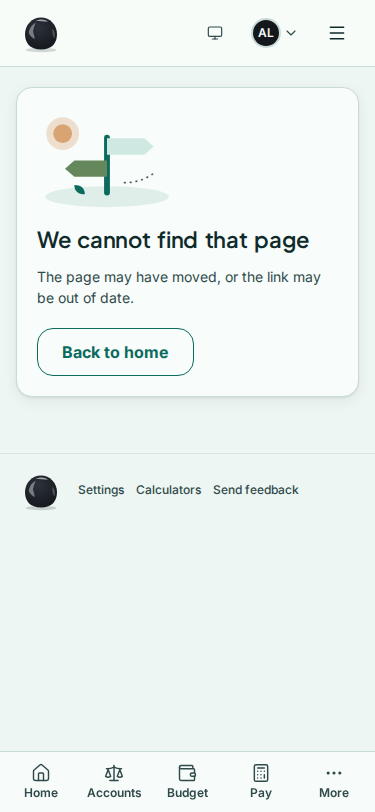 AL
We cannot find that page
The page may have moved, or the link may
be out of date.
Back to home
Settings Calculators Send feedback
Home Accounts Budget Pay More